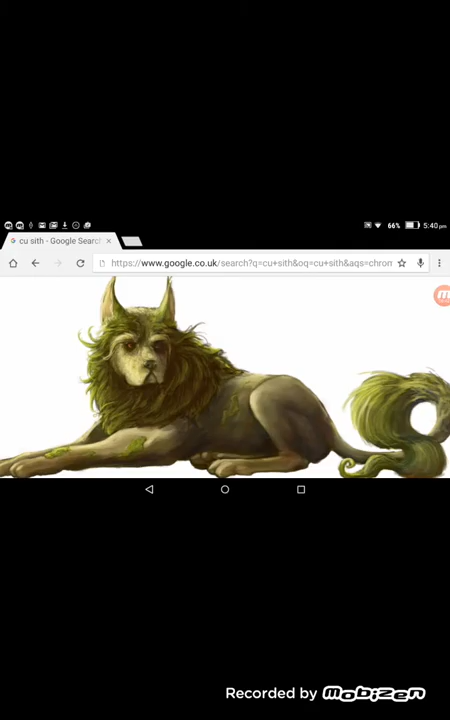 66% 5:40 pm
cu sith - Google Search
https://www.google.co.uk/search?q=cu+sith&oq=cu+sith&aqs=chrom
Recorded by MOBIZEN